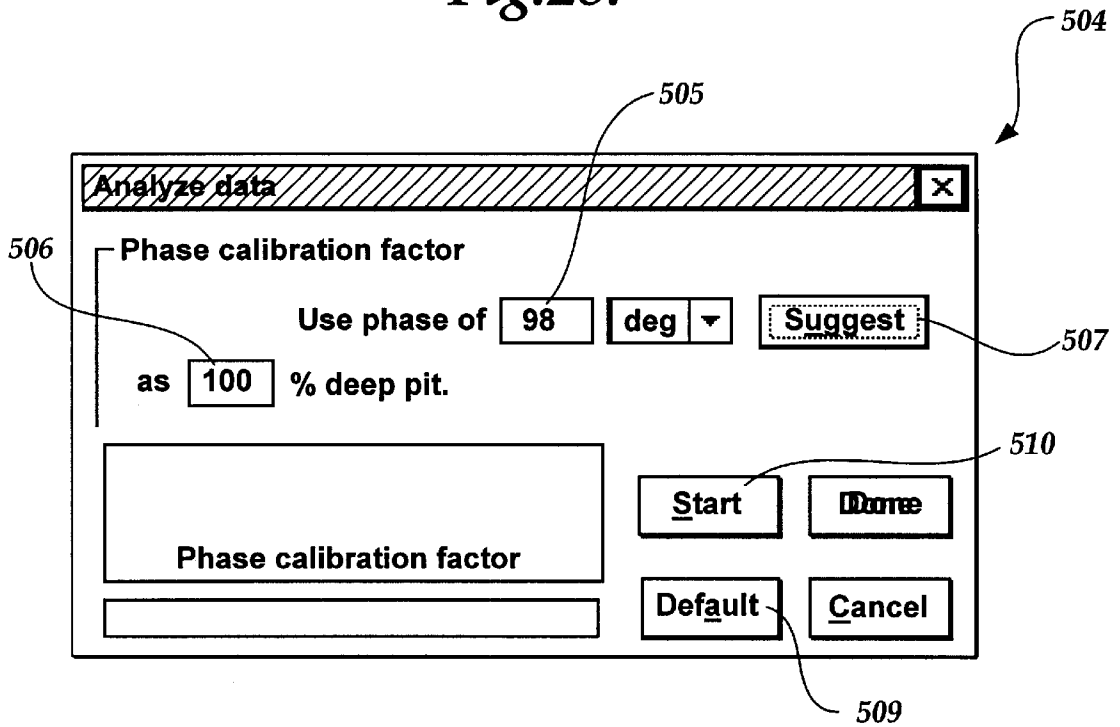 504
505
Analyze data
506
Phase calibration factor
Use phase of 98 deg Suggest
507
as 100 % deep pit.
510
Start Done
Phase calibration factor
Default Cancel
509